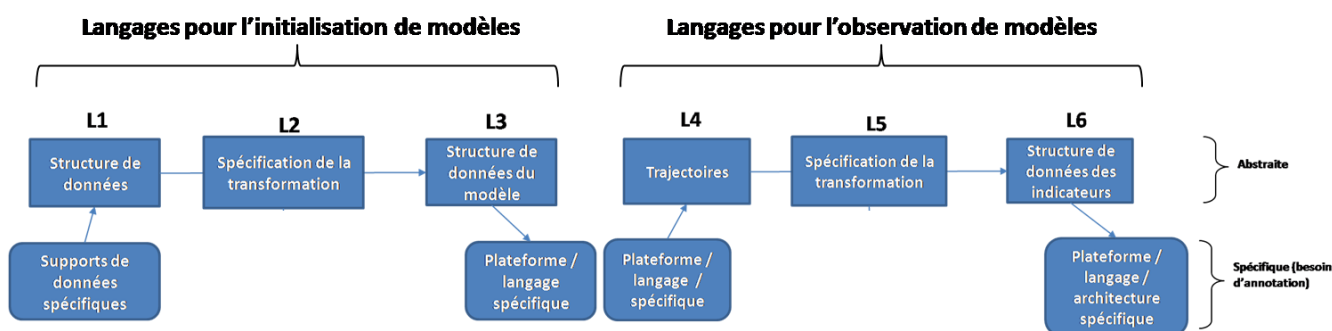 Langages pour l'initialisation de modèles
Langages pour l'observation de modèles
L1
L2
L3
L4
L5
L6
Structure de
données
Spécification de la
transformation
Structure de
données du
modèle
Trajectoires
Spécification de la
transformation
Structure de
données des
indicateurs
Abstraite
Supports de
données
spécifiques
Plateforme /
langage
spécifique
Plateforme /
langage /
spécifique
Plateforme /
langage /
architecture
spécifique
Spécifique (besoin
d'annotation)